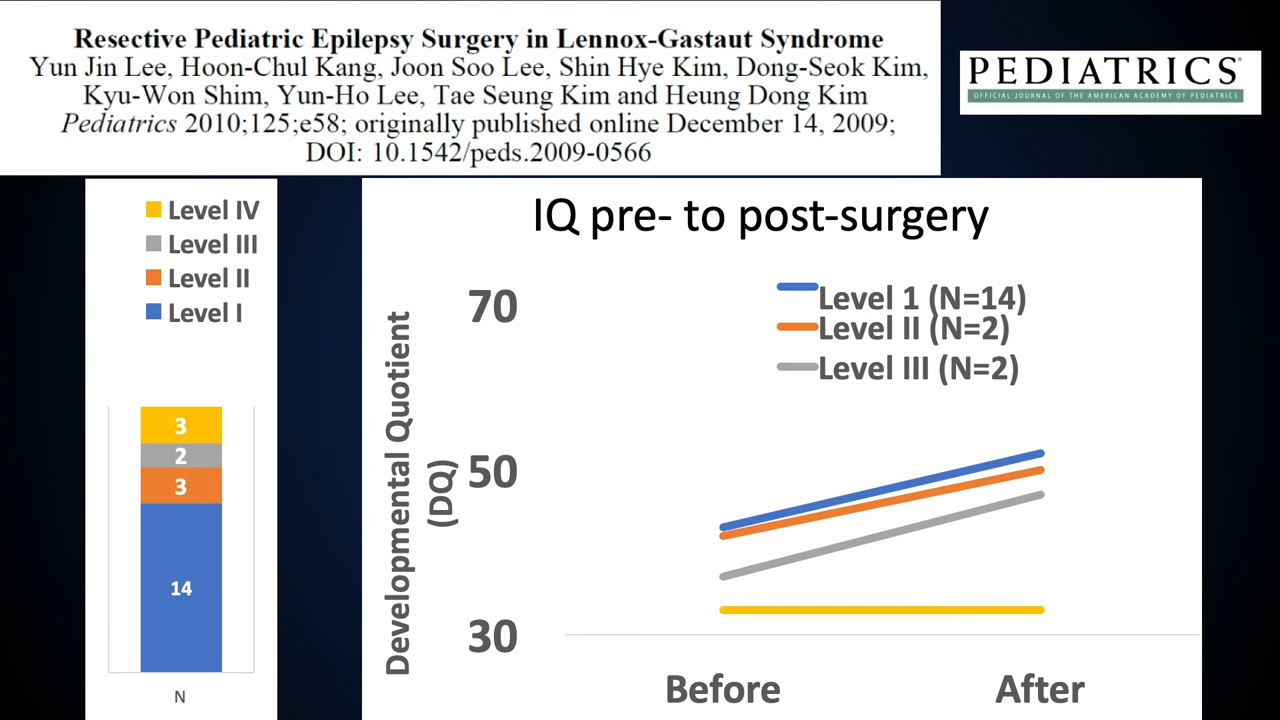 Resective Pediatric Epilepsy Surgery in Lennox-Gastaut Syndrome
Yun Jin Lee, Hoon-Chul Kang, Joon Soo Lee, Shin Hye Kim, Dong-Seok Kim,
Kyu-Won Shim, Yun-Ho Lee, Tae Seung Kim and Heung Dong Kim
Pediatrics 2010;125;e58; originally published online December 14, 2009;
DOI: 10.1542/peds.2009-0566
PEDIATRICS®
OFFICIAL JOURNAL OF THE AMERICAN ACADEMY OF PEDIATRICS
Level IV
Level III
Level II
Level I
3
2
3
14
N
IQ pre- to post-surgery
Developmental Quotient
(DQ)
70
50
30
Level 1 (N=14)
Level II (N=2)
Level III (N=2)
Before
After